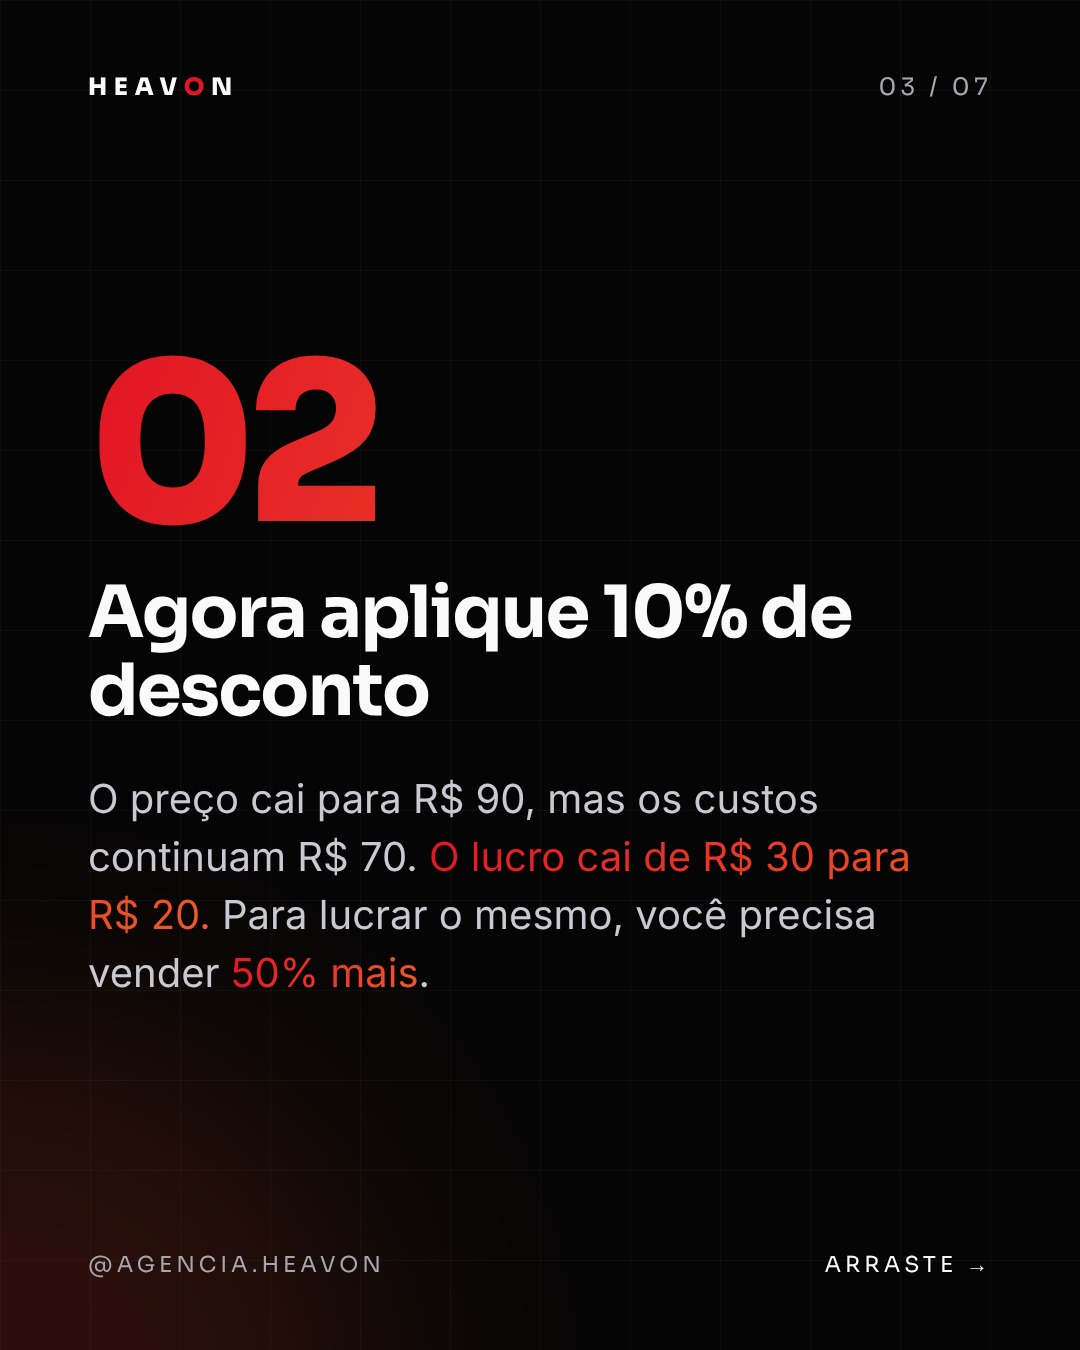 HEAVON
03 / 07
02
Agora aplique 10% de
desconto
O preço cai para R$ 90, mas os custos
continuam R$ 70. O lucro cai de R$ 30 para
R$ 20. Para lucrar o mesmo, você precisa
vender 50% mais.
@AGENCIA.HEAVON
ARRASTE →